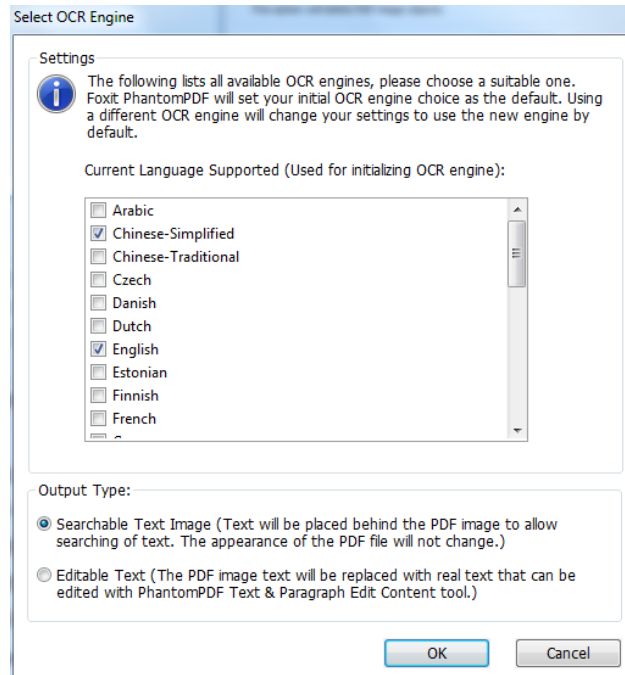 Select OCR Engine
Settings
The following lists all available OCR engines, please choose a suitable one.
Foxit PhantomPDF will set your initial OCR engine choice as the default. Using
a different OCR engine will change your settings to use the new engine by
default.
Current Language Supported (Used for initializing OCR engine):
Arabic
Chinese-Simplified
Chinese-Traditional
Czech
Danish
Dutch
English
Estonian
Finnish
French
Output Type:
Searchable Text Image (Text will be placed behind the PDF image to allow
searching of text. The appearance of the PDF file will not change.)
Editable Text (The PDF image text will be replaced with real text that can be
edited with PhantomPDF Text & Paragraph Edit Content tool.)
OK
Cancel